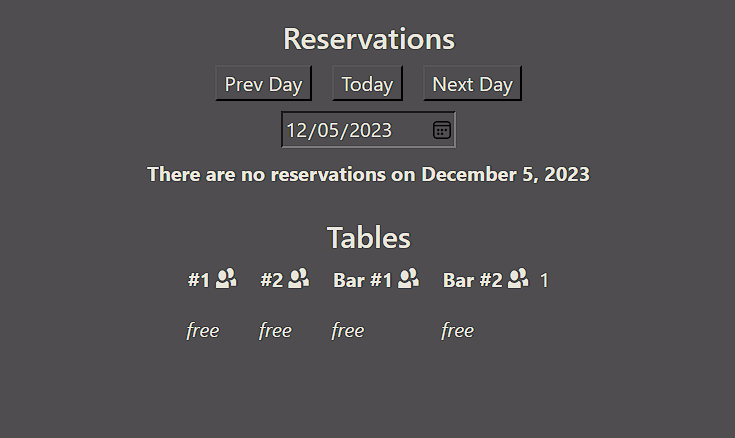 Reservations
Prev Day Today Next Day
12/05/2023
There are no reservations on December 5, 2023
Tables
#1 #2 Bar #1 Bar #2 1
free free free free